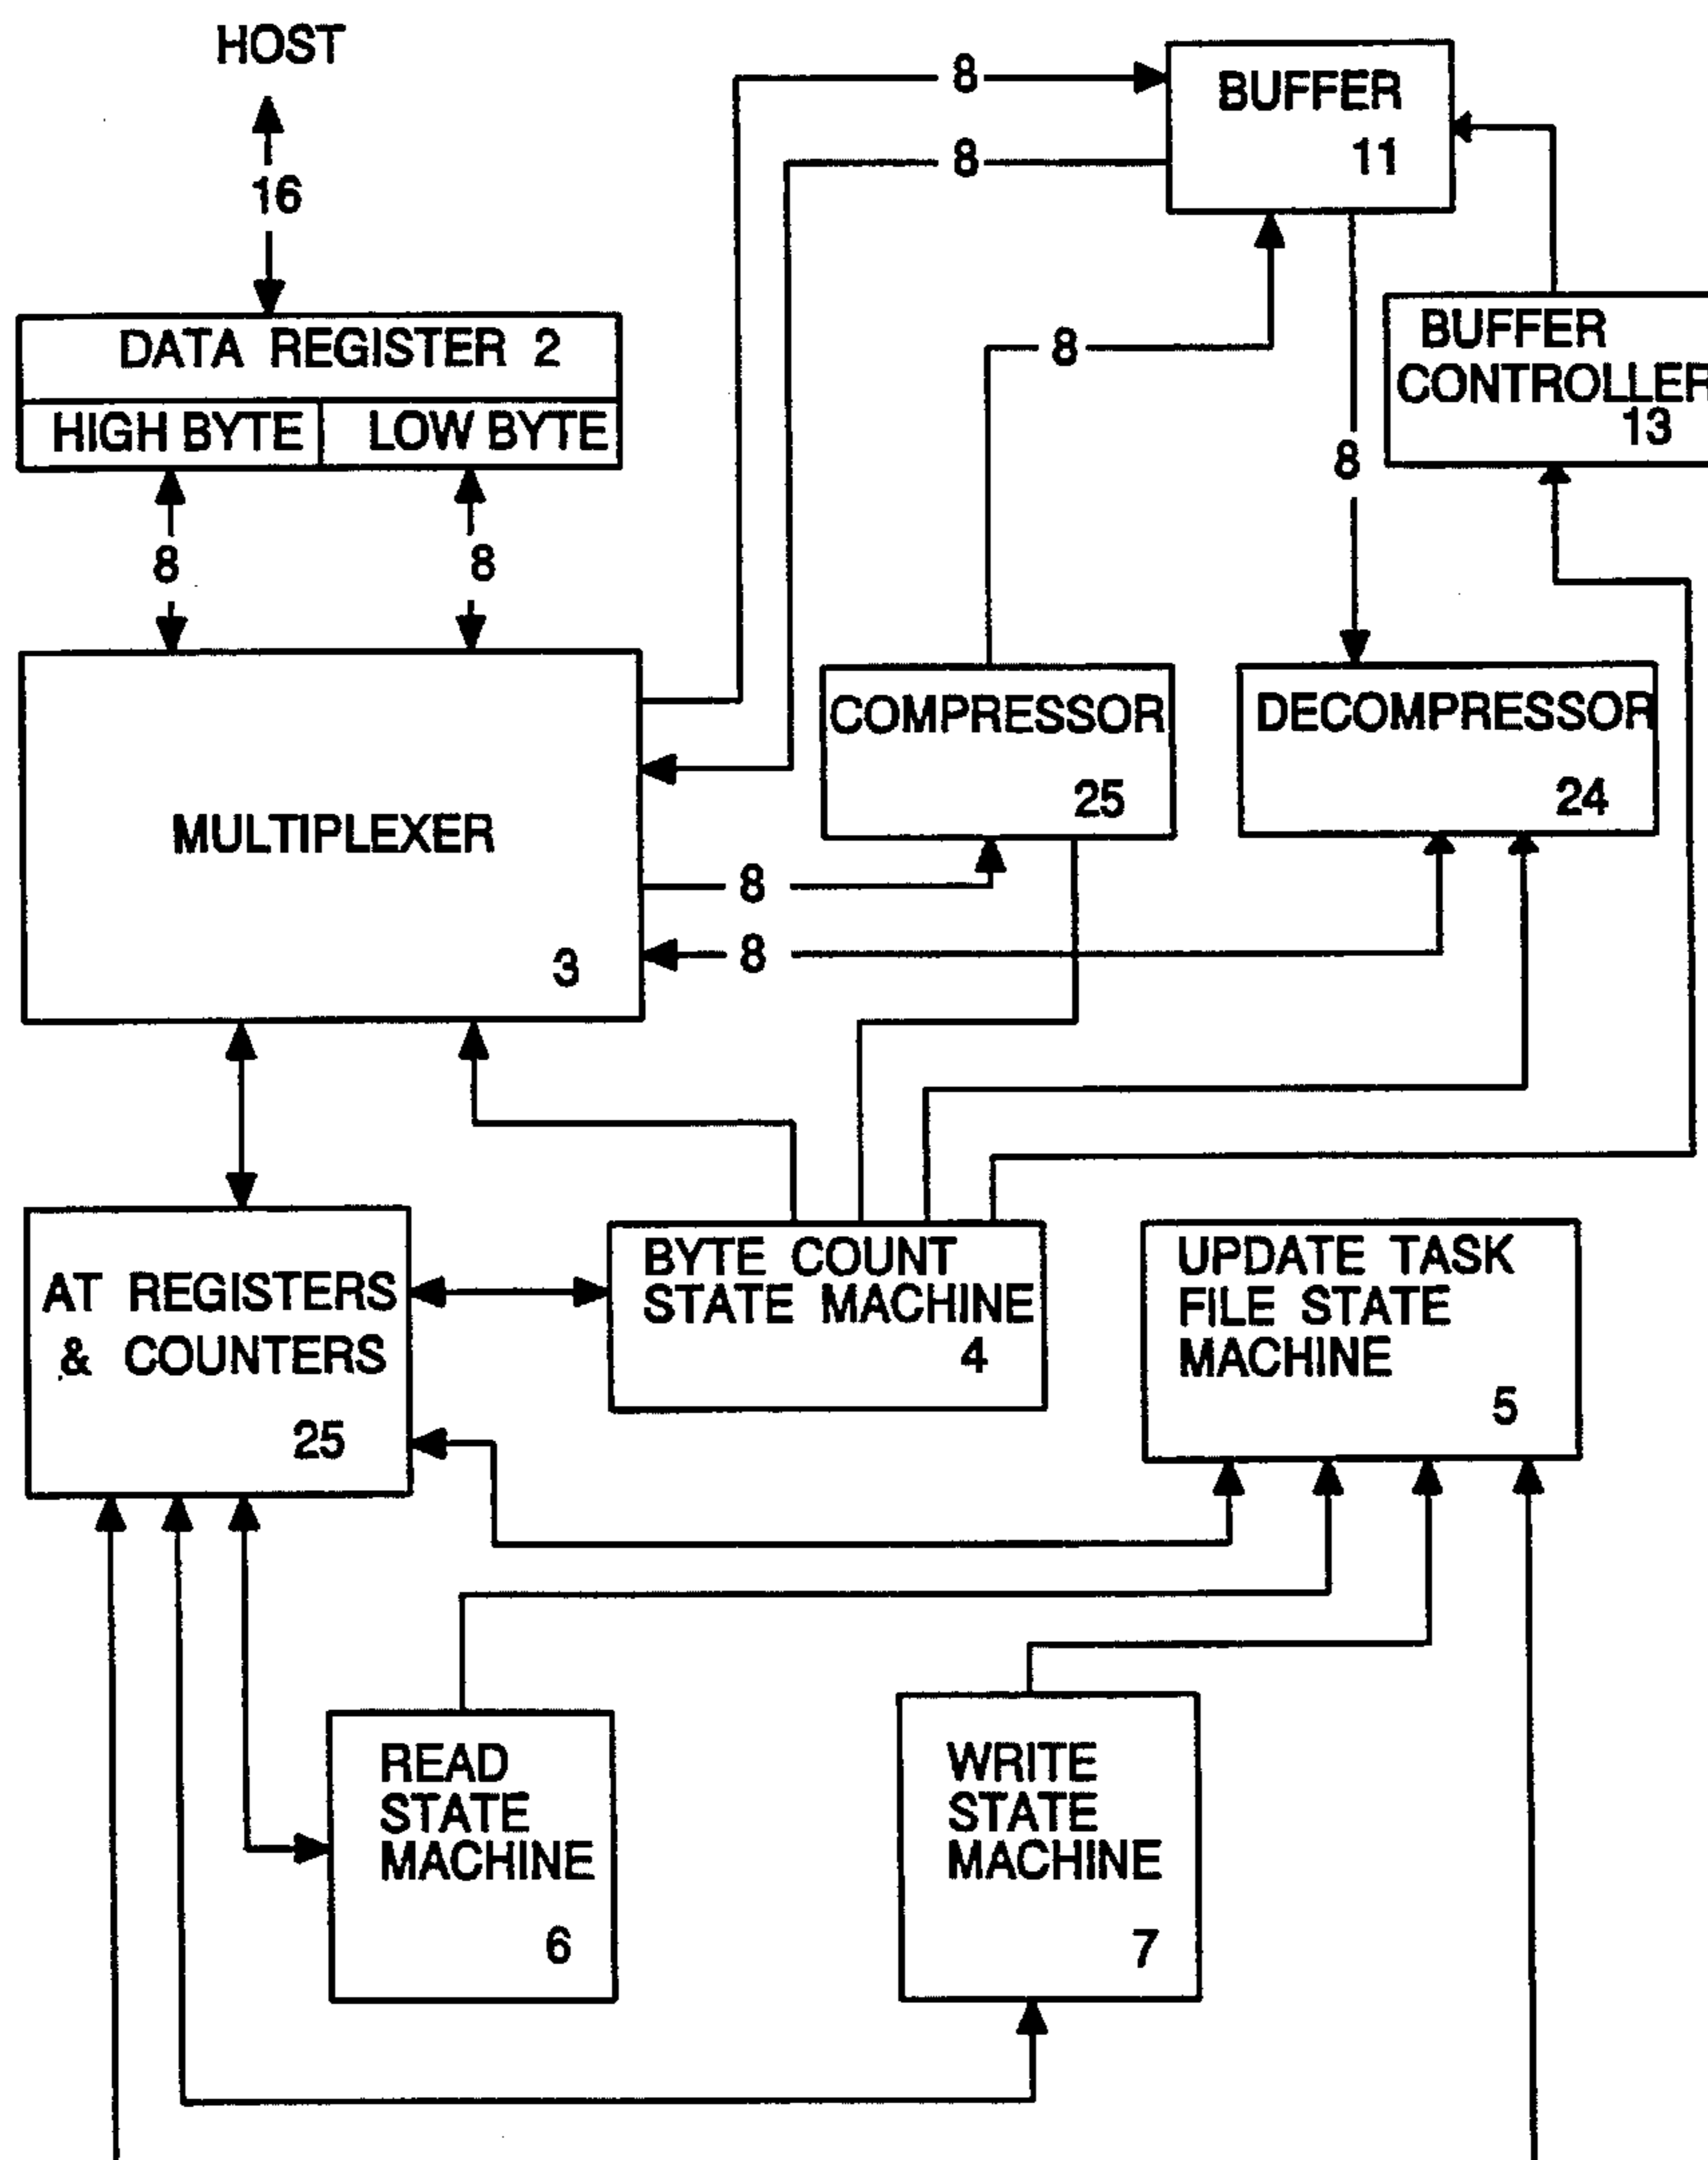 HOST
16
DATA REGISTER 2
HIGH BYTE
LOW BYTE
8
8
8
8
BUFFER
11
8
8
BUFFER
CONTROLLER
13
MULTIPLEXER
3
COMPRESSOR
25
DECOMPRESSOR
24
8
8
AT REGISTERS
& COUNTERS
25
BYTE COUNT
STATE MACHINE
4
UPDATE TASK
FILE STATE
MACHINE
5
READ
STATE
MACHINE
6
WRITE
STATE
MACHINE
7